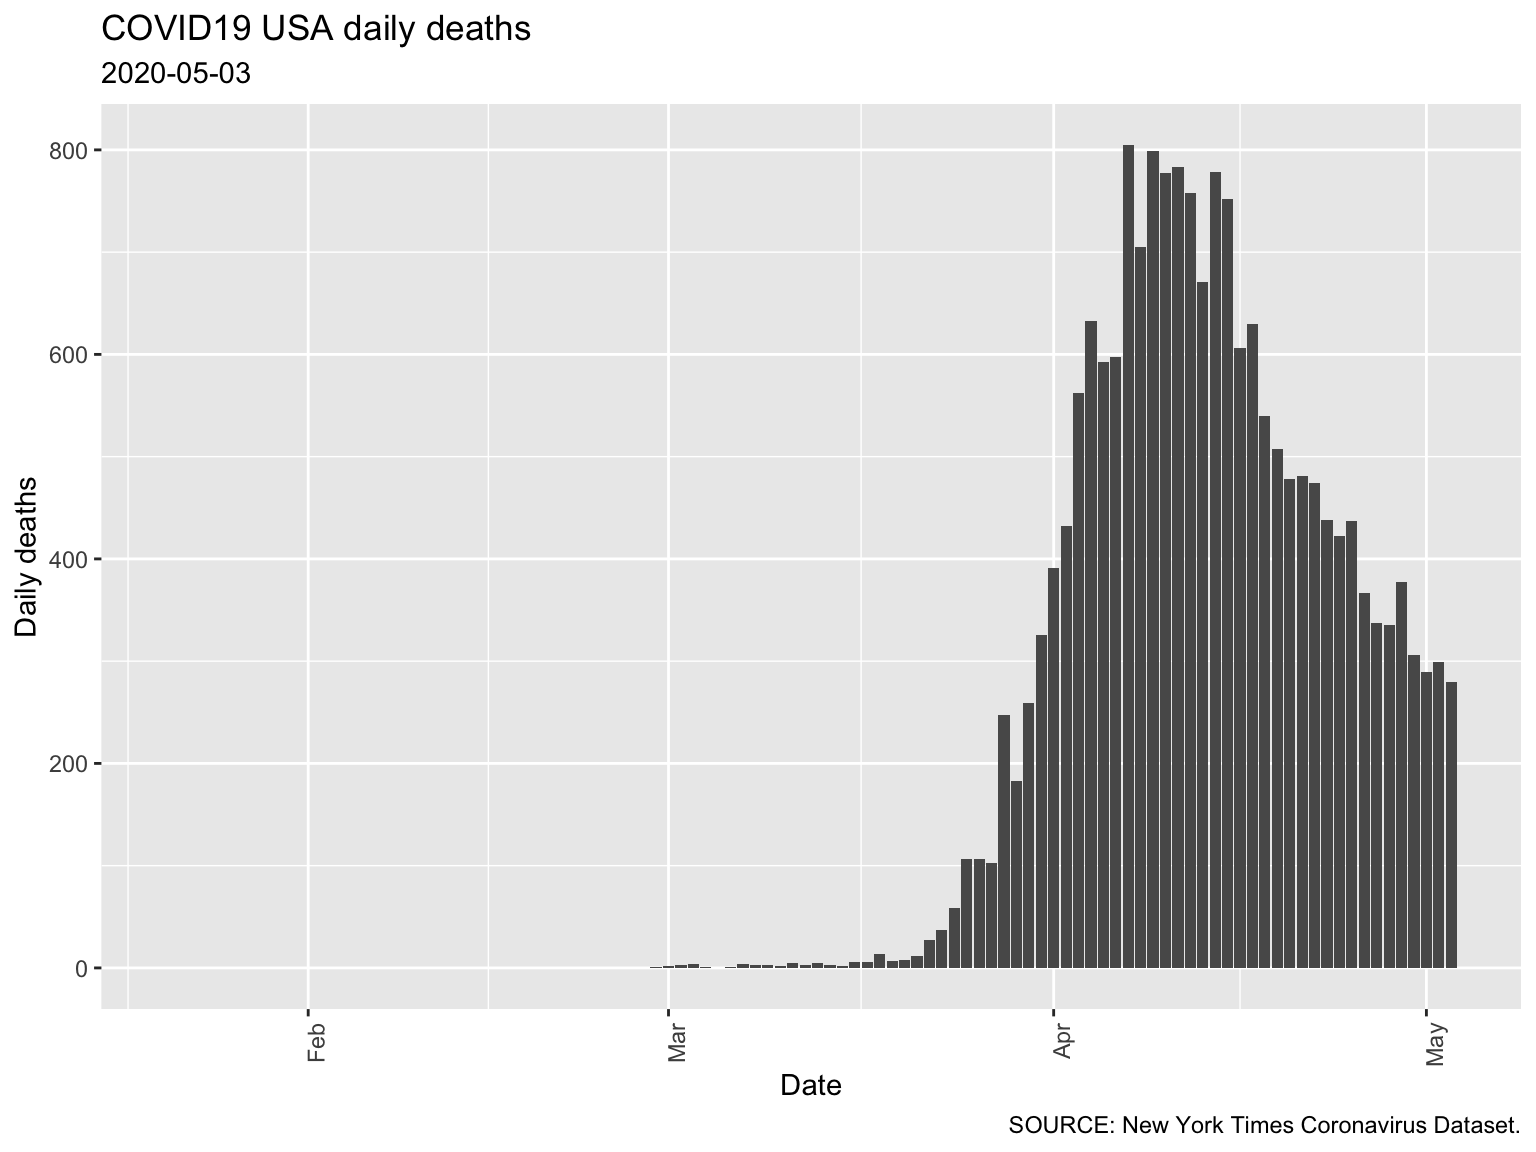 COVID19 USA daily deaths
2020-05-03
Daily deaths
800
600
400
200
0
Feb
Mar
Apr
May
Date
SOURCE: New York Times Coronavirus Dataset.